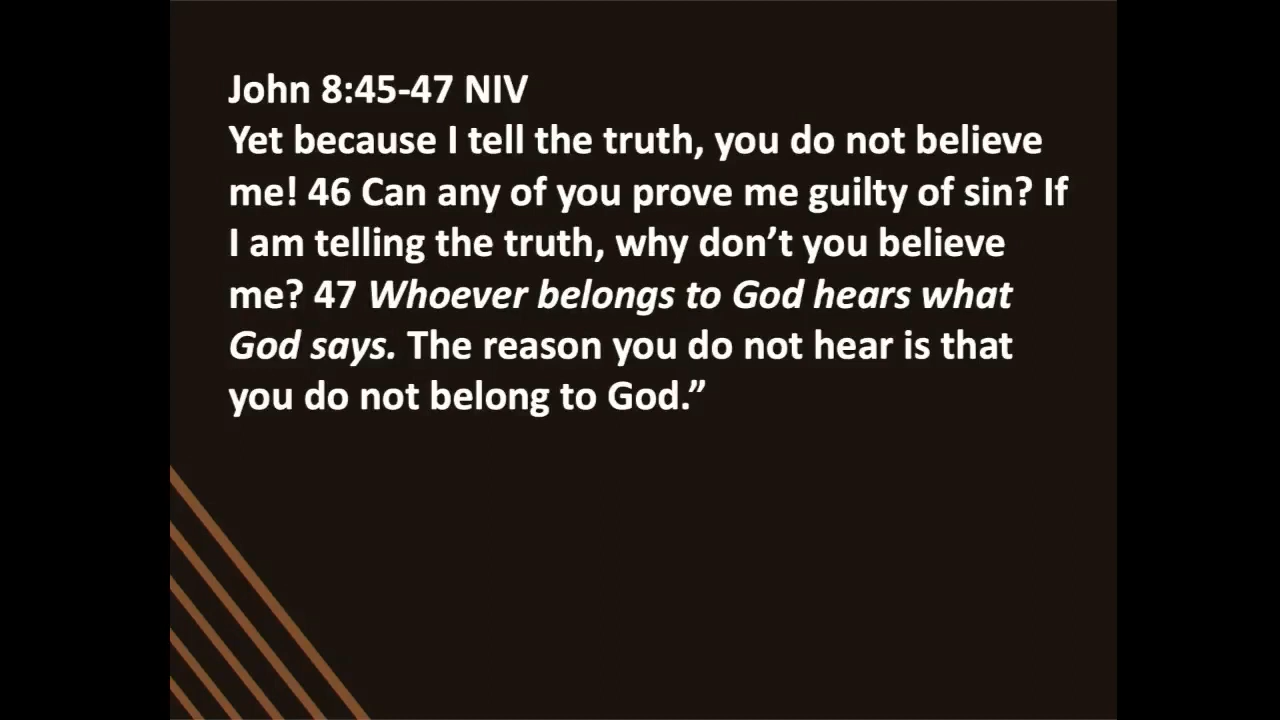 John 8:45-47 NIV
Yet because I tell the truth, you do not believe
me! 46 Can any of you prove me guilty of sin? If
I am telling the truth, why don’t you believe
me? 47 Whoever belongs to God hears what
God says. The reason you do not hear is that
you do not belong to God.”